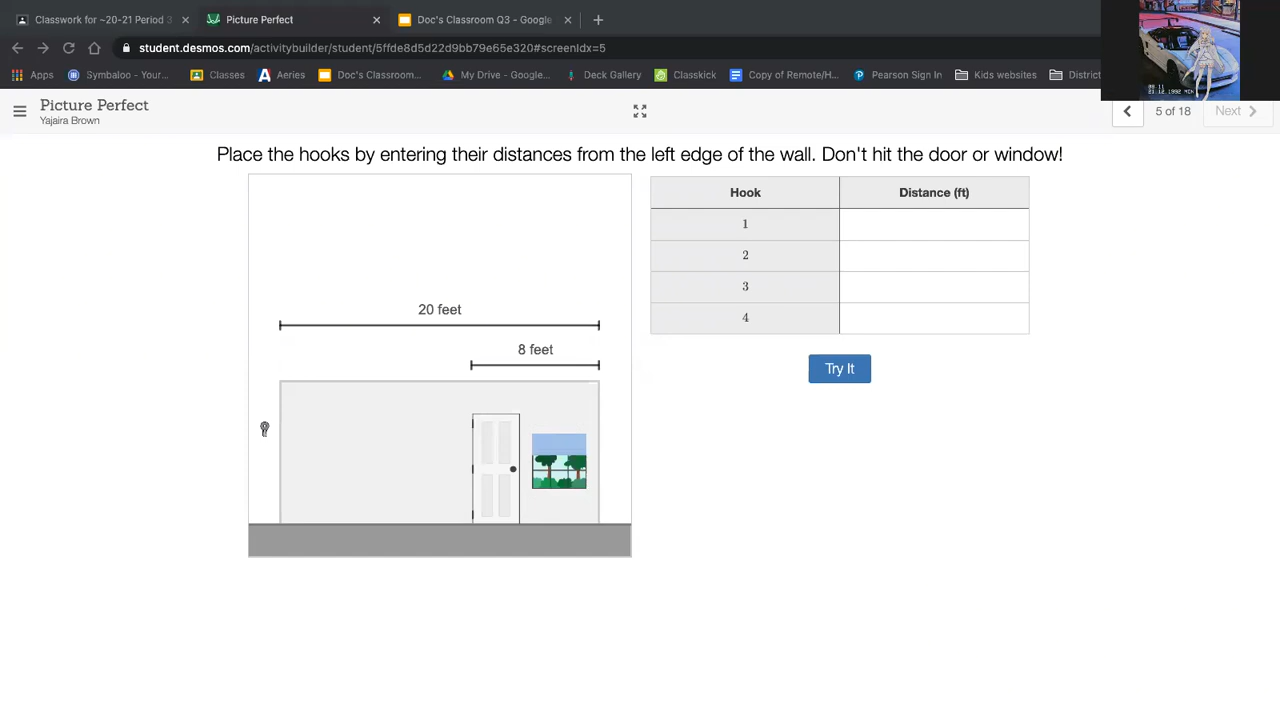 Classwork for ~20-21 Period 3
Picture Perfect
Doc's Classroom Q3 - Google
student.desmos.com/activitybuilder/student/5ffde8d5d22d9bb79e65e320#screenIdx=5
Apps
Symbaloo - Your...
Classes
Aeries
Doc's Classroom...
My Drive - Google...
Deck Gallery
Classkick
Copy of Remote/H...
Pearson Sign In
Kids websites
District
Picture Perfect
Yajaira Brown
5 of 18
Next
Place the hooks by entering their distances from the left edge of the wall. Don't hit the door or window!
20 feet
8 feet
Hook
Distance (ft)
1
2
3
4
Try It